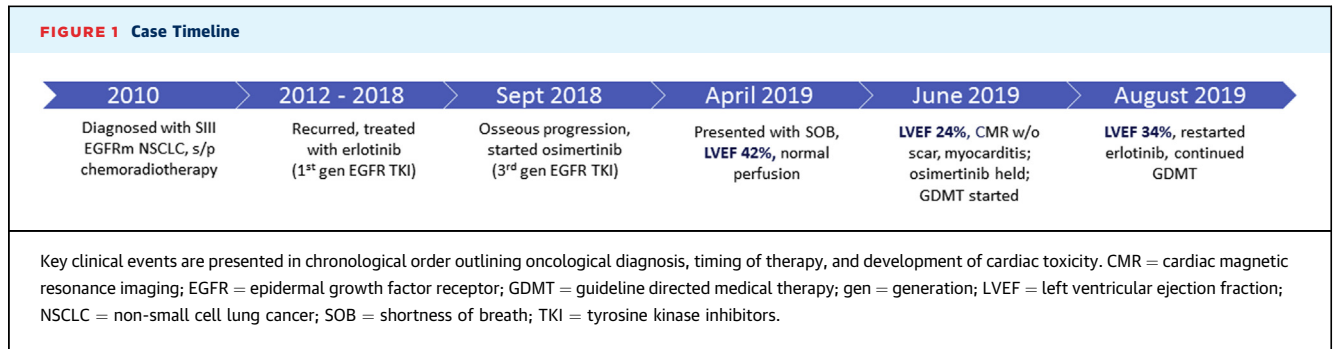 FIGURE 1 Case Timeline
2010
Diagnosed with SIII
EGFRm NSCLC, s/p
chemoradiotherapy
2012 - 2018
Recurred, treated
with erlotinib
(1st gen EGFR TKI)
Sept 2018
Osseous progression,
started osimertinib
(3rd gen EGFR TKI)
April 2019
Presented with SOB,
LVEF 42%, normal
perfusion
June 2019
LVEF 24%, CMR w/o
scar, myocarditis;
osimertinib held;
GDMT started
August 2019
LVEF 34%, restarted
erlotinib, continued
GDMT
Key clinical events are presented in chronological order outlining oncological diagnosis, timing of therapy, and development of cardiac toxicity. CMR = cardiac magnetic
resonance imaging; EGFR = epidermal growth factor receptor; GDMT = guideline directed medical therapy; gen = generation; LVEF = left ventricular ejection fraction;
NSCLC = non-small cell lung cancer; SOB = shortness of breath; TKI = tyrosine kinase inhibitors.